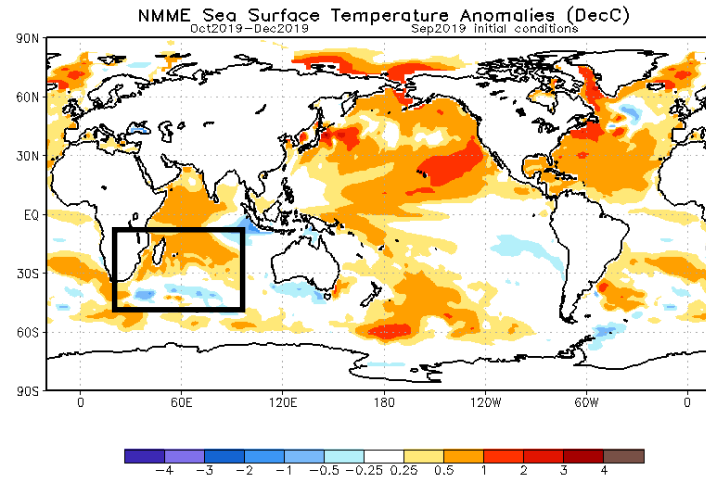 NMME Sea Surface Temperature Anomalies (DecC)
Oct2019-Dec2019 Sep2019 initial conditions
90N
60N
30N
EQ
30S
60S
90S
0 60E 120E 180 120W 60W 0
-4 -3 -2 -1 -0.5 -0.25 0.25 0.5 1 2 3 4